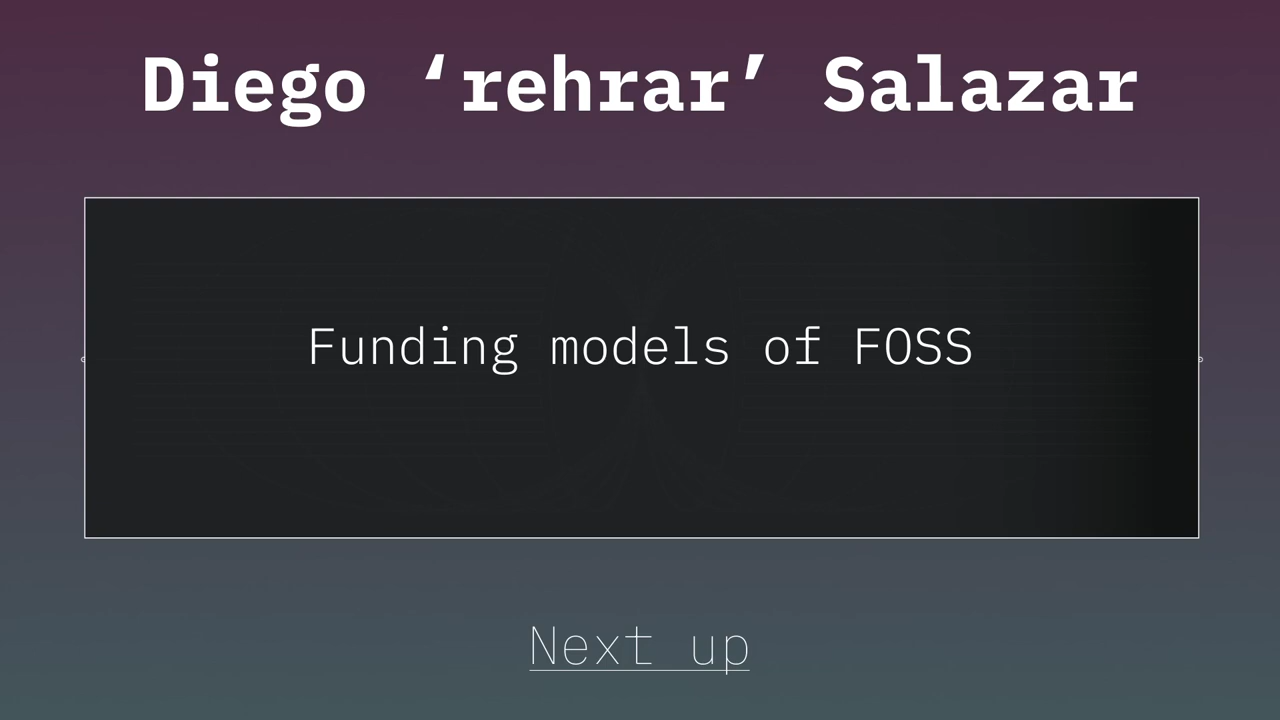 Diego ‘rehrar’ Salazar
Funding models of FOSS
Next up